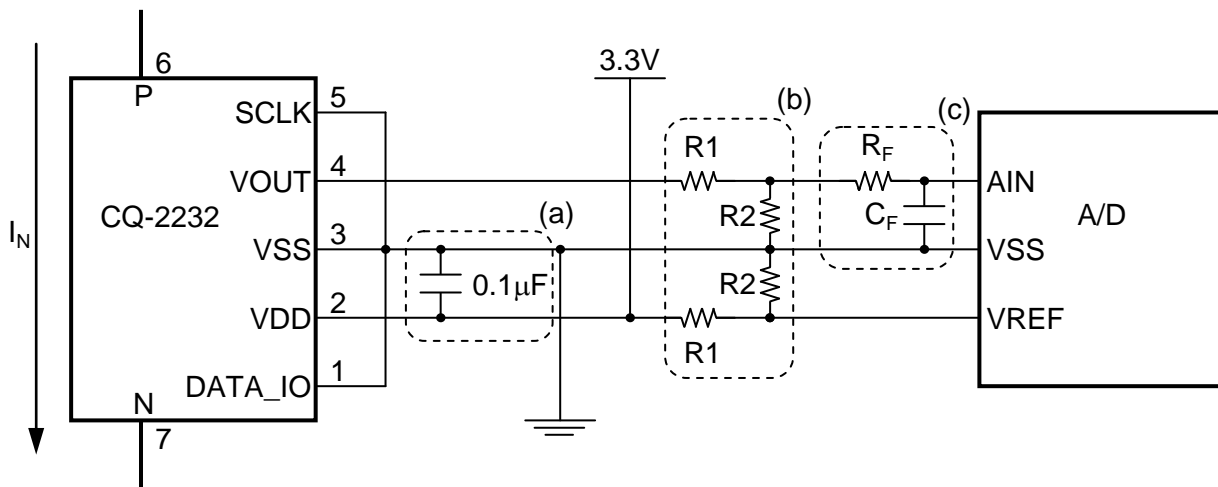 3.3V
6
P
SCLK
5
(b)
(c)
R1
RF
VOUT
4
AIN
CQ-2232
(a)
R2
CF
A/D
IN
VSS
3
VSS
0.1μF
R2
VDD
2
VREF
R1
DATA_IO
1
N
7